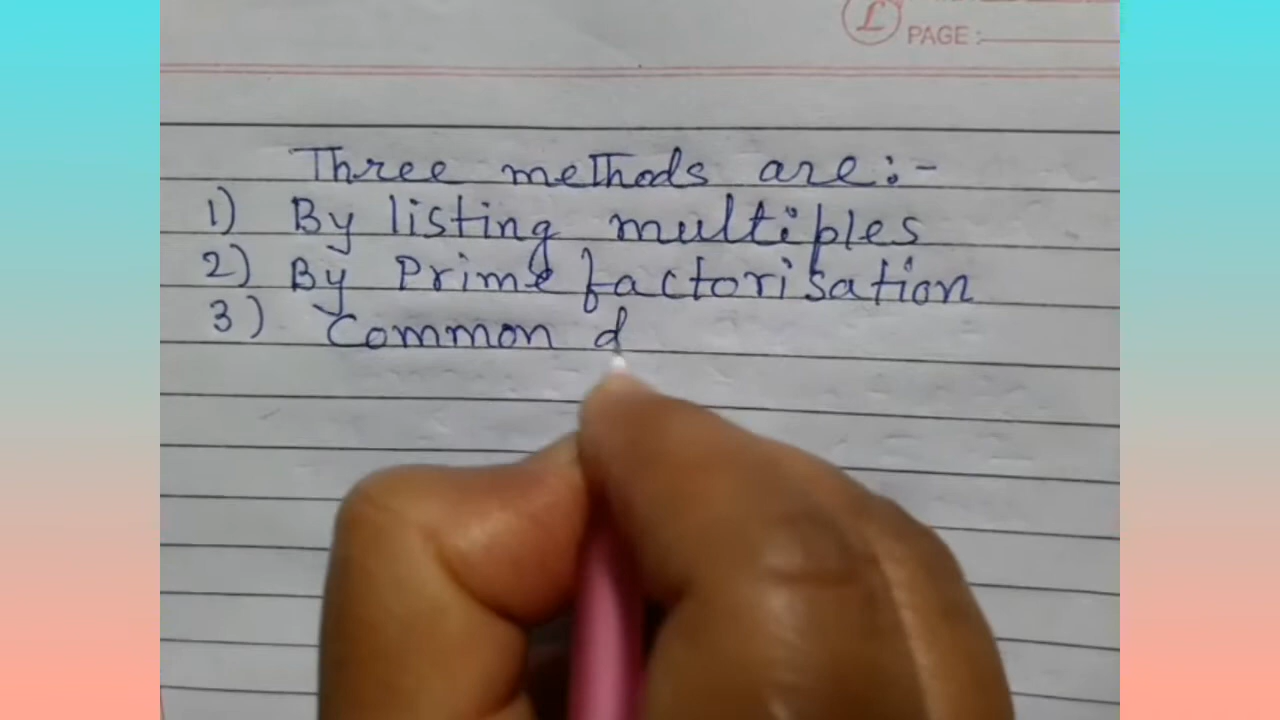 PAGE :
Three methods are:-
1) By listing multiples
2) By Prime factorisation
3) Common d